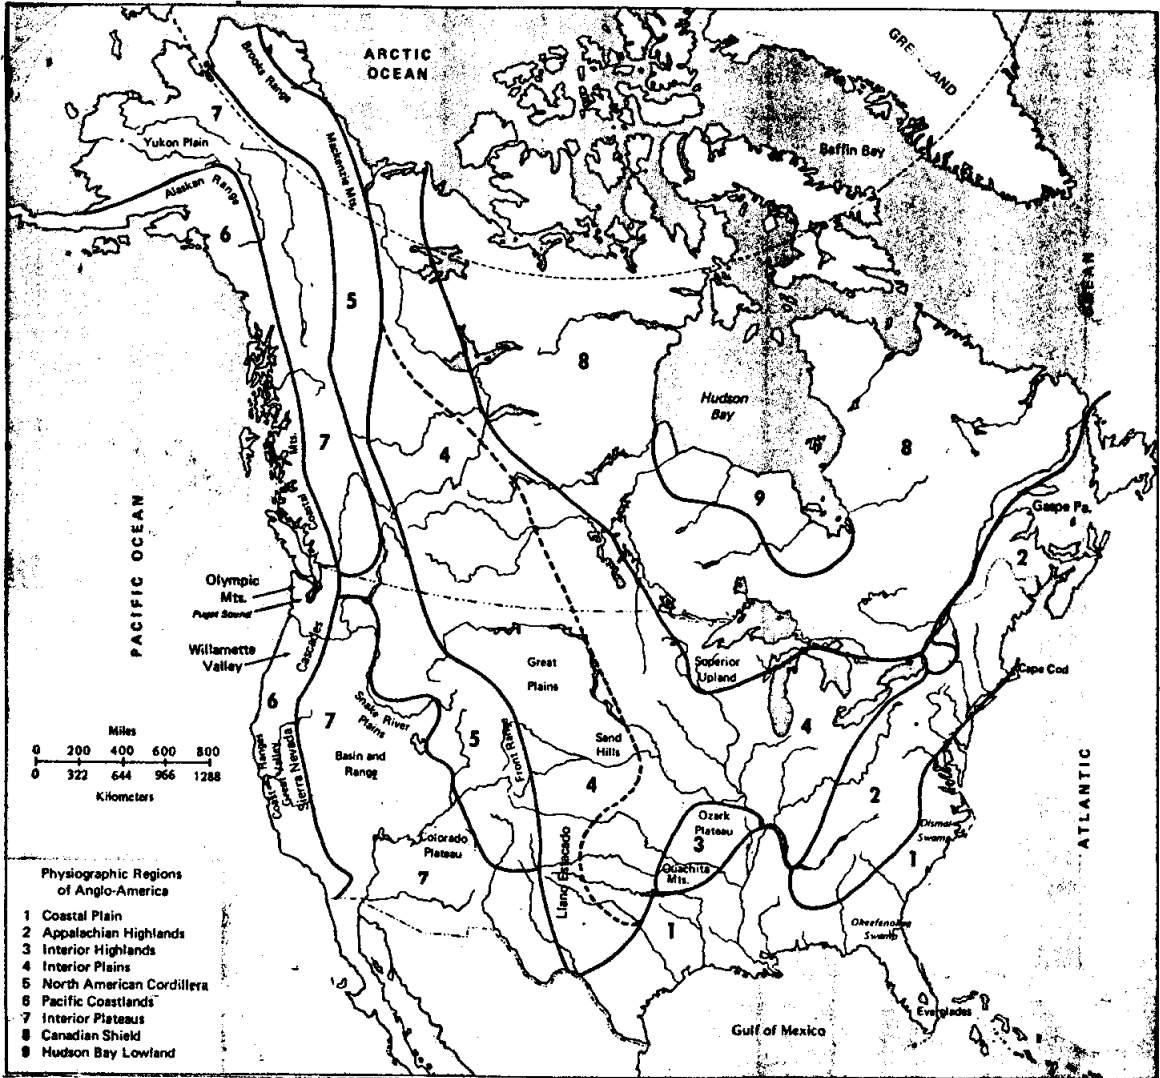 ARCTIC
OCEAN
GRE LAND
Brooks Range
7
Yukon Plain
Mackenzie Mts.
Baffin Bay
Alaskan Range
6
OCEAN
5
8
Hudson
Bay
7
4
8
Coastal Mts.
9
Gaspe Pa.
PACIFIC OCEAN
2
Olympic
Mts.
Puget Sound
Willamette
Valley
Cascades
Great
Plains
Superior
Upland
Cape Cod
6
7
Snake River
Plains
5
Front Range
Sand
Hills
4
Miles
0 200 400 600 800
0 322 644 966 1288
Kilometers
Coastal Ranges
Great Valley
Sierra Nevada
Basin and
Range
4
2
ATLANTIC
Ozark
Plateau
3
Dismal
Swamp
Colorado
Plateau
Llano Estacado
Ouachita
Mts.
1
7
1
Okeefenokee
Swamp
Everglades
Gulf of Mexico
Physiographic Regions
of Anglo-America
1 Coastal Plain
2 Appalachian Highlands
3 Interior Highlands
4 Interior Plains
5 North American Cordillera
6 Pacific Coastlands
7 Interior Plateaus
8 Canadian Shield
9 Hudson Bay Lowland